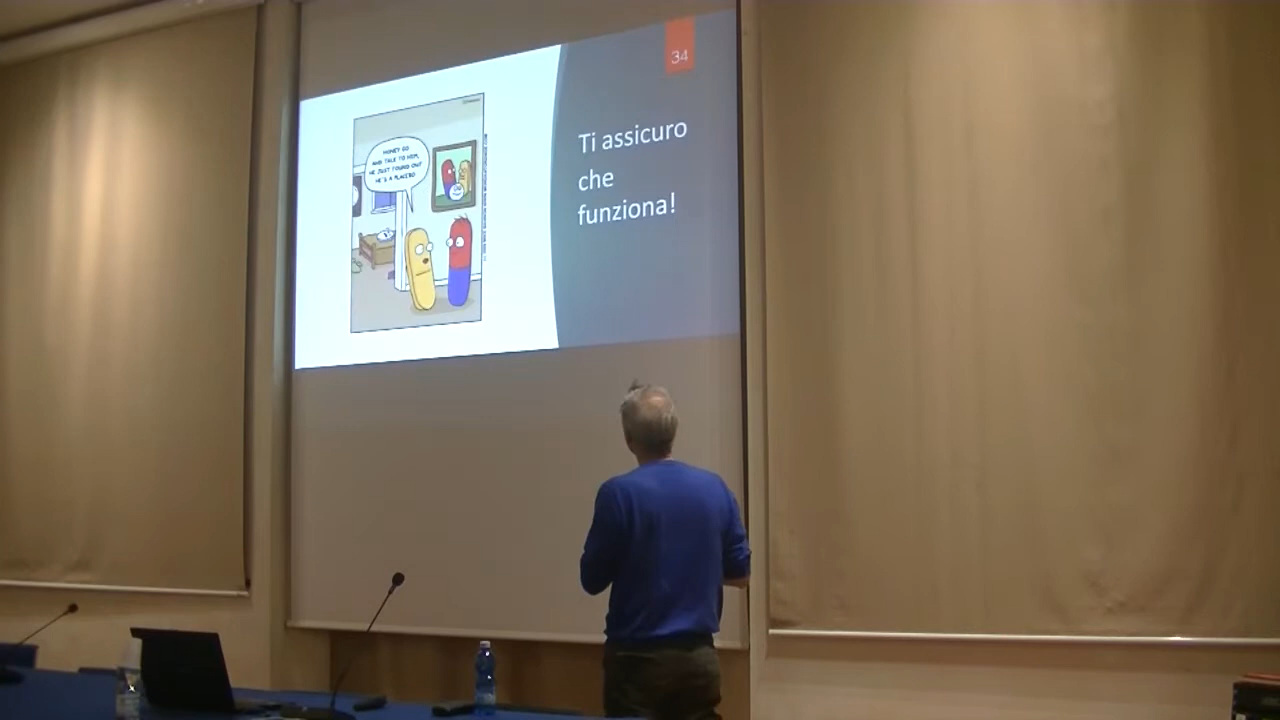 34
Ti assicuro
che
funziona!
HONEY GO
AND TALK TO HIM,
HE JUST FOUND OUT
HE'S A PLACEBO